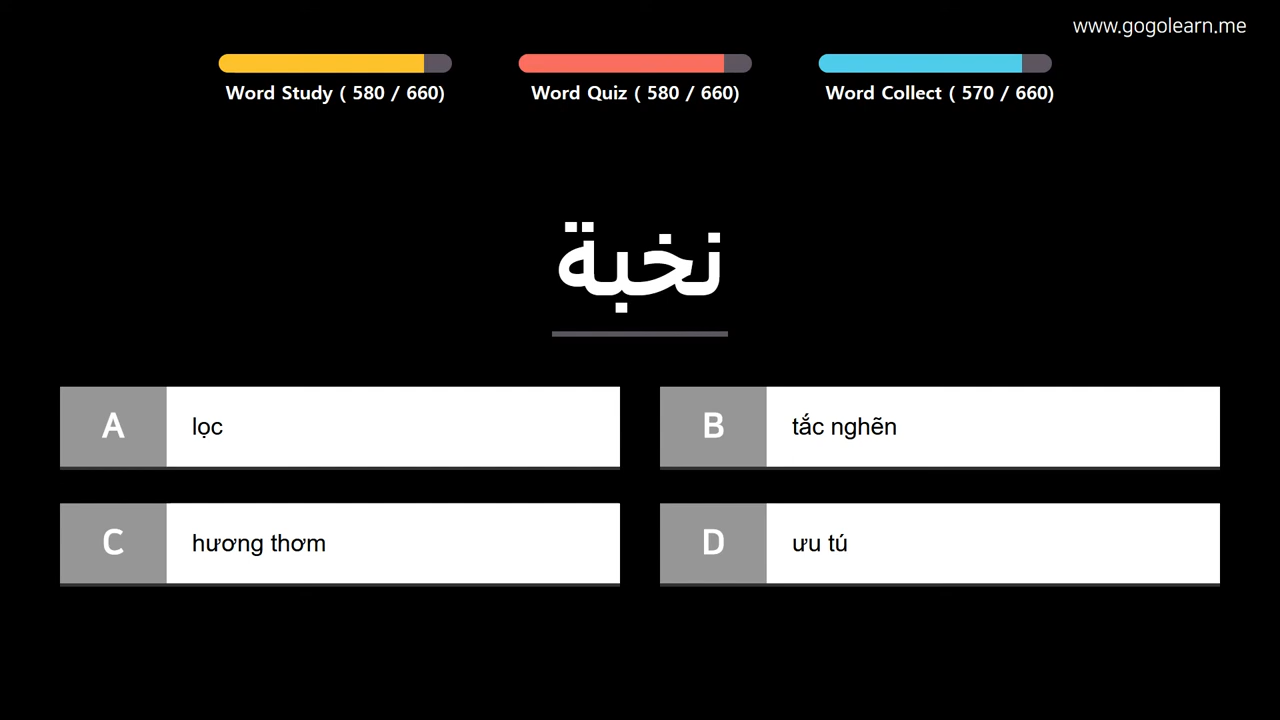 www.gogolearn.me
Word Study ( 580 / 660)
Word Quiz ( 580 / 660)
Word Collect ( 570 / 660)
نخبة
A lọc
B tắc nghẽn
C hương thơm
D ưu tú